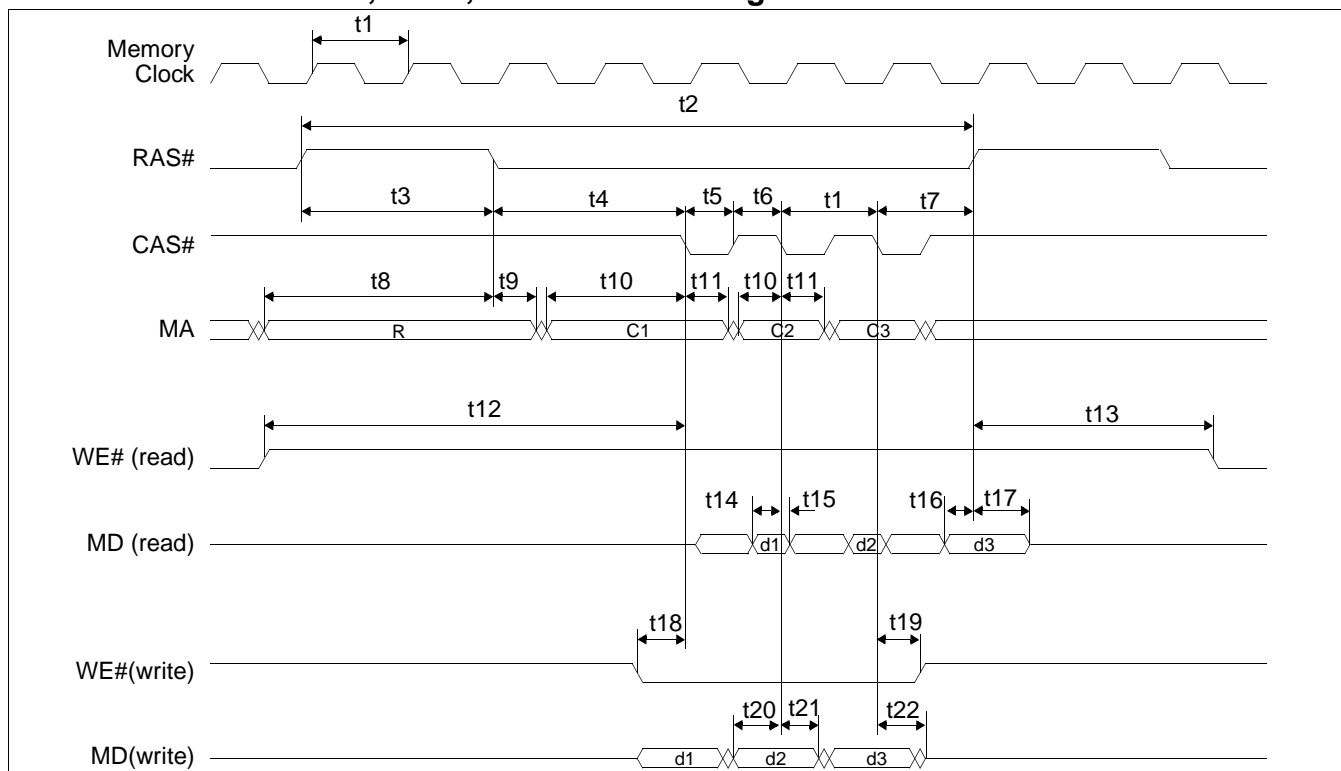 t1
Memory
Clock
t2
RAS#
t3 t4 t5 t6 t1 t7
CAS#
t8 t9 t10 t11 t10 t11
MA
R C1 C2 C3
t12 t13
WE# (read)
t14 t15 t16 t17
MD (read)
d1 d2 d3
t18 t19
WE#(write)
t20 t21 t22
MD(write)
d1 d2 d3